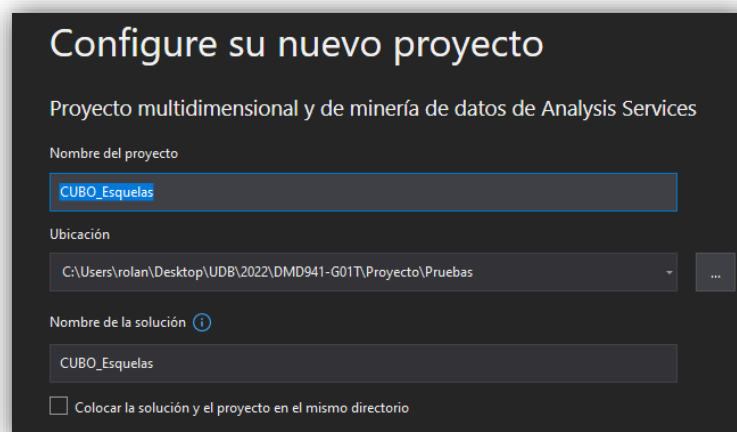 Configure su nuevo proyecto
Proyecto multidimensional y de minería de datos de Analysis Services
Nombre del proyecto
CUBO_Esquelas
Ubicación
C:\Users\rolan\Desktop\UDB\2022\DMD941-G01T\Proyecto\Pruebas
...
Nombre de la solución
CUBO_Esquelas
Colocar la solución y el proyecto en el mismo directorio